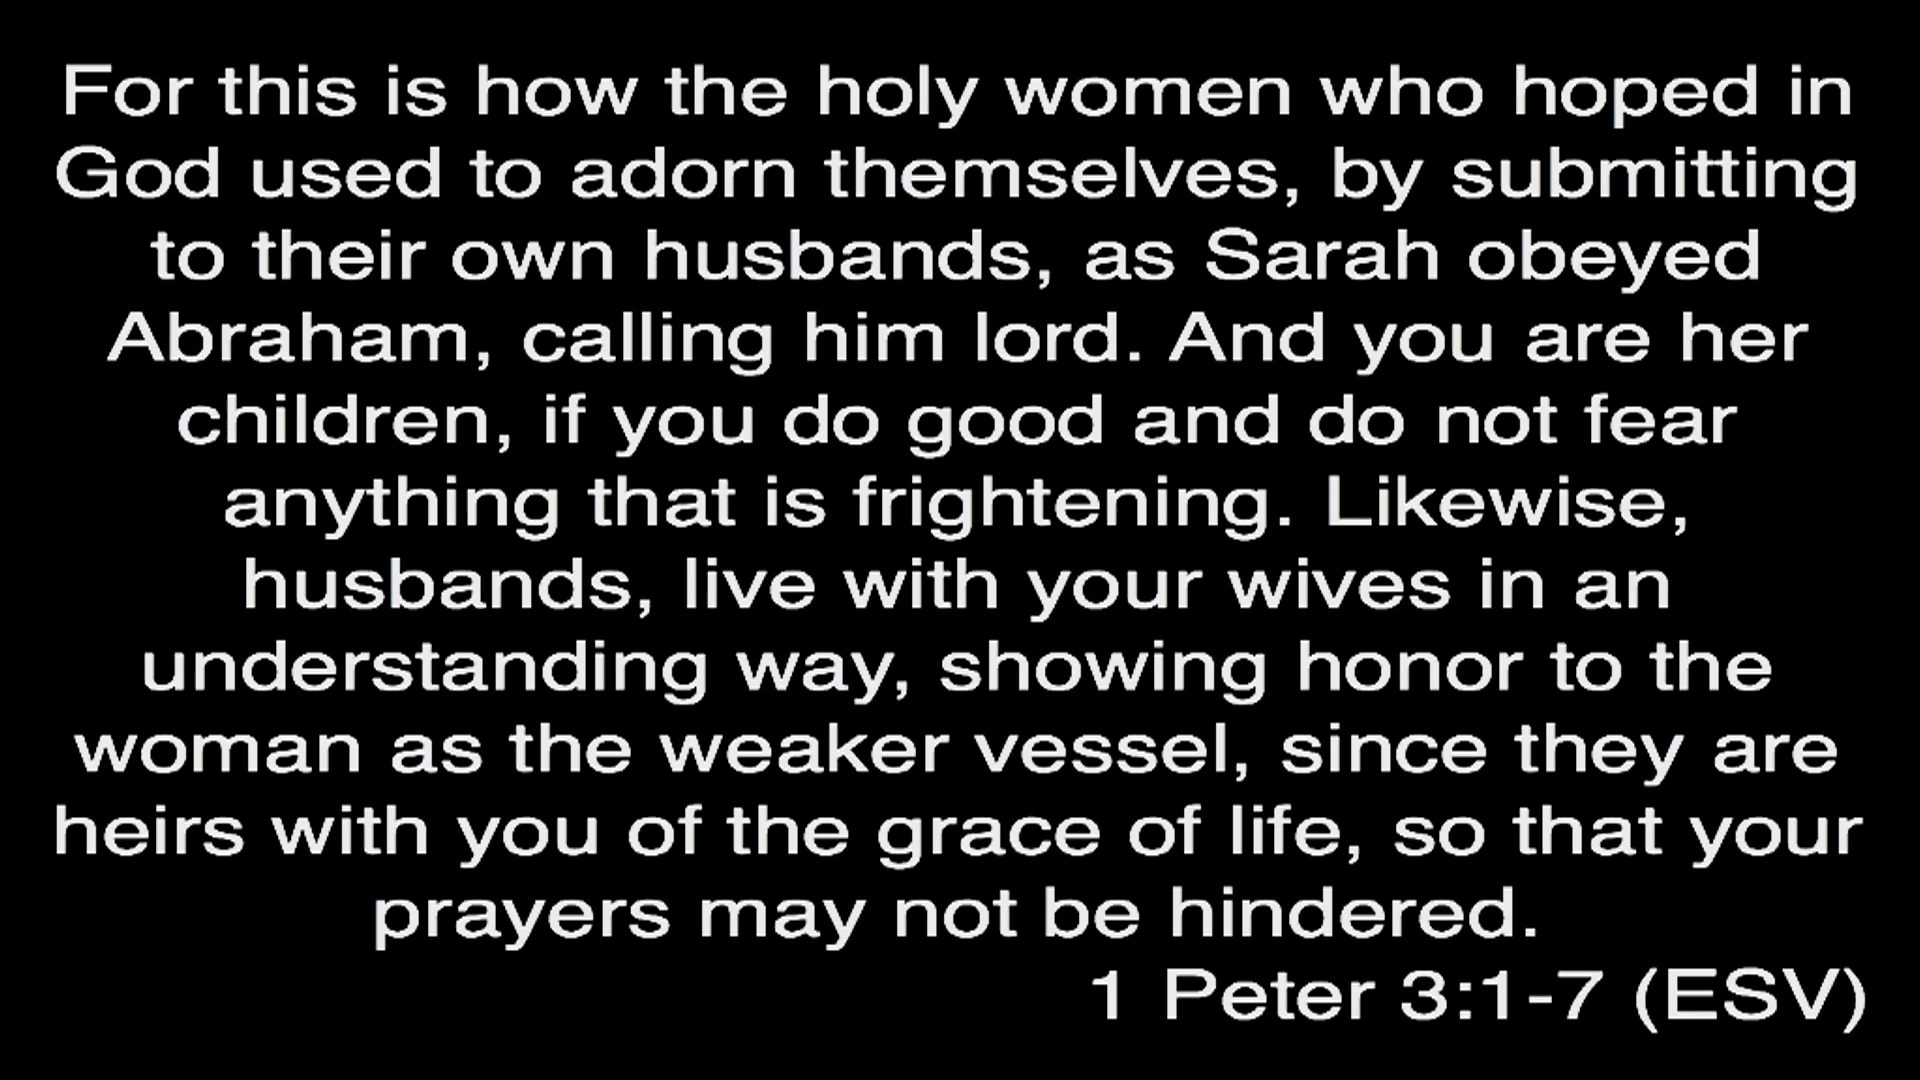 For this is how the holy women who hoped in
God used to adorn themselves, by submitting
to their own husbands, as Sarah obeyed
Abraham, calling him lord. And you are her
children, if you do good and do not fear
anything that is frightening. Likewise,
husbands, live with your wives in an
understanding way, showing honor to the
woman as the weaker vessel, since they are
heirs with you of the grace of life, so that your
prayers may not be hindered.
1 Peter 3:1-7 (ESV)